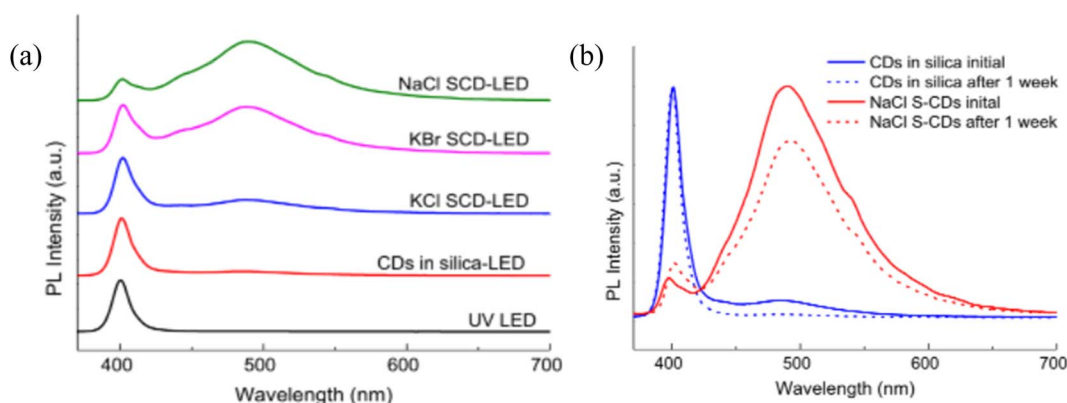 (a)
PL Intensity (a.u.)
NaCl SCD-LED
KBr SCD-LED
KCl SCD-LED
CDs in silica-LED
UV LED
400 500 600 700
Wavelength (nm)
(b)
PL Intensity (a.u.)
CDs in silica initial
CDs in silica after 1 week
NaCl S-CDs inital
NaCl S-CDs after 1 week
400 500 600 700
Wavelength (nm)